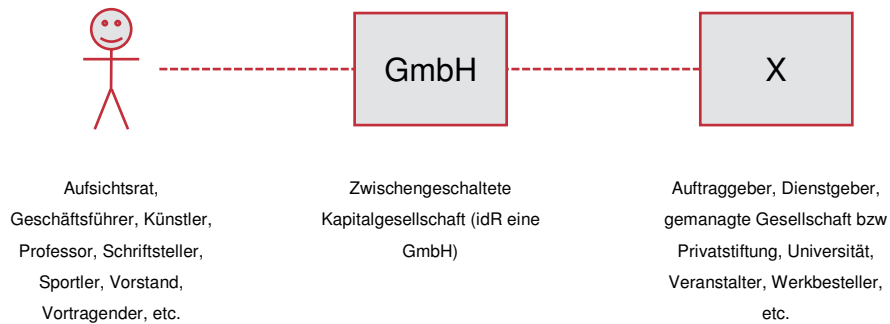 GmbH
X
Aufsichtsrat,
Geschäftsführer, Künstler,
Professor, Schriftsteller,
Sportler, Vorstand,
Vortragender, etc.
Zwischengeschaltete
Kapitalgesellschaft (idR eine
GmbH)
Auftraggeber, Dienstgeber,
gemanagte Gesellschaft bzw
Privatstiftung, Universität,
Veranstalter, Werkbesteller,
etc.